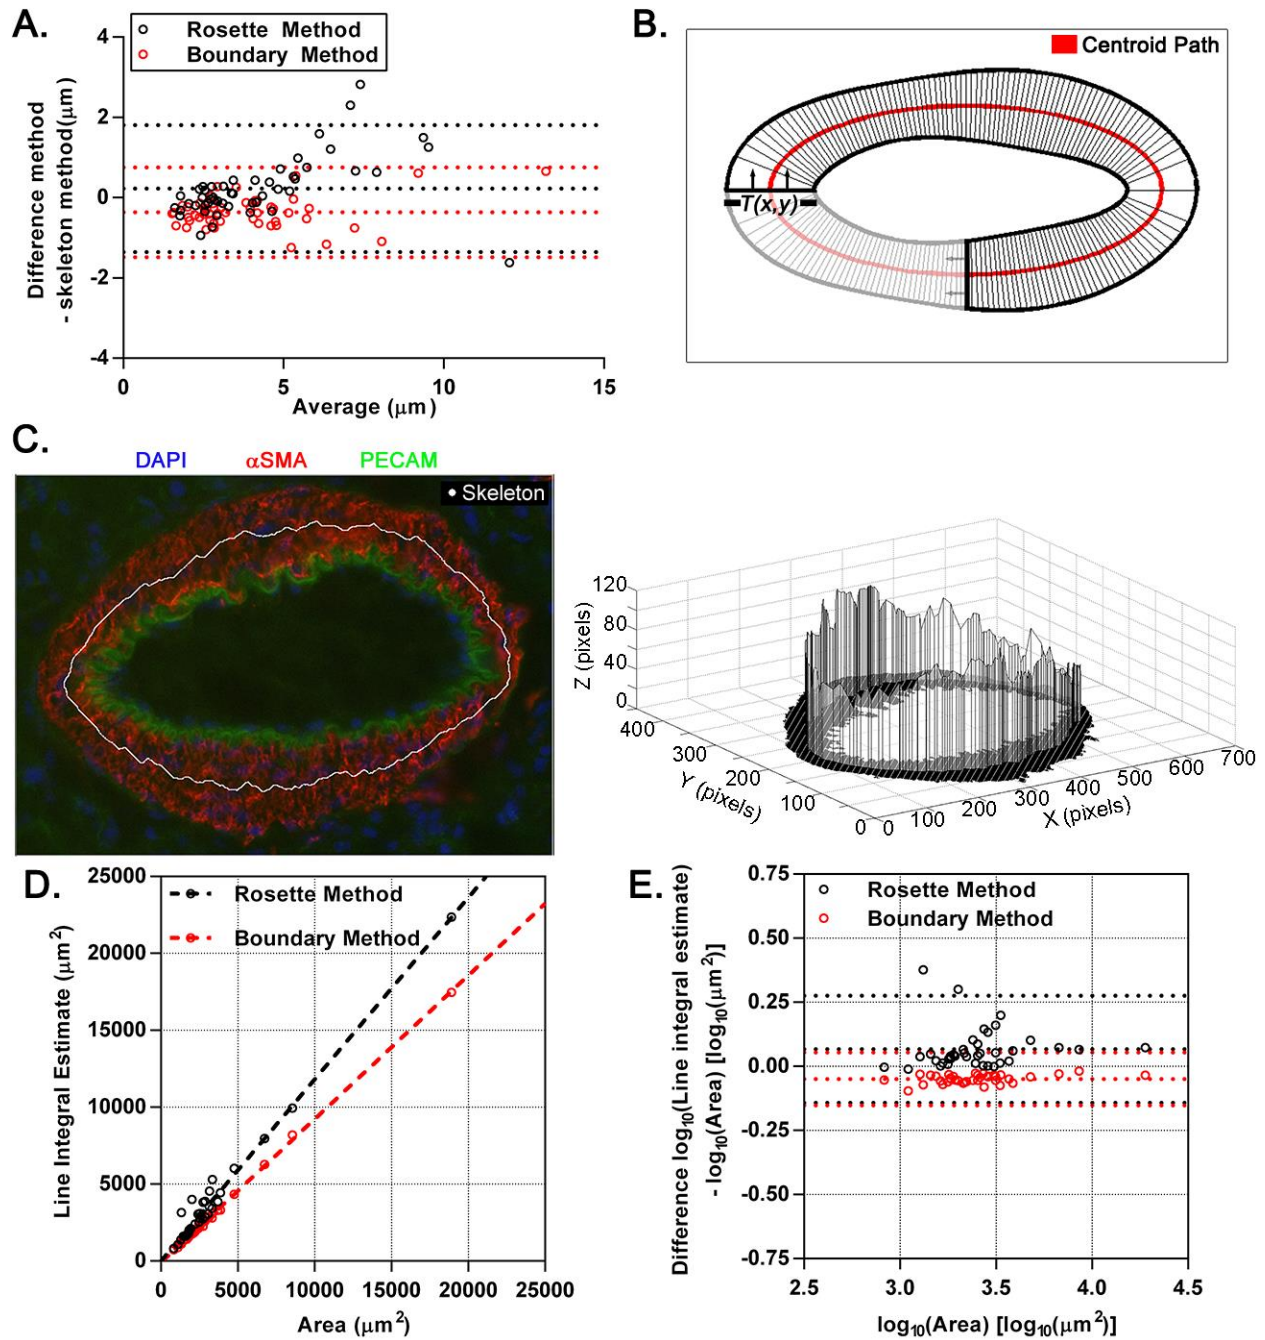 A.
Rosette Method
Boundary Method
Difference method
- skeleton method(μm)
4
2
0
-2
-4
0 5 10 15
Average (μm)
B.
Centroid Path
T(x,y)
C.
DAPI αSMA PECAM
Skeleton
Z (pixels)
120
80
40
0
400
300
200
100
0
Y (pixels)
0
100
200
300
400
500
600
700
X (pixels)
D.
Rosette Method
Boundary Method
Line Integral Estimate (μm²)
25000
20000
15000
10000
5000
0
0 5000 10000 15000 20000 25000
Area (μm²)
E.
Rosette Method
Boundary Method
Difference log₁₀(Line integral estimate)
- log₁₀(Area) [log₁₀(μm²)]
0.75
0.50
0.25
0.00
-0.25
-0.50
-0.75
2.5 3.0 3.5 4.0 4.5
log₁₀(Area) [log₁₀(μm²)]